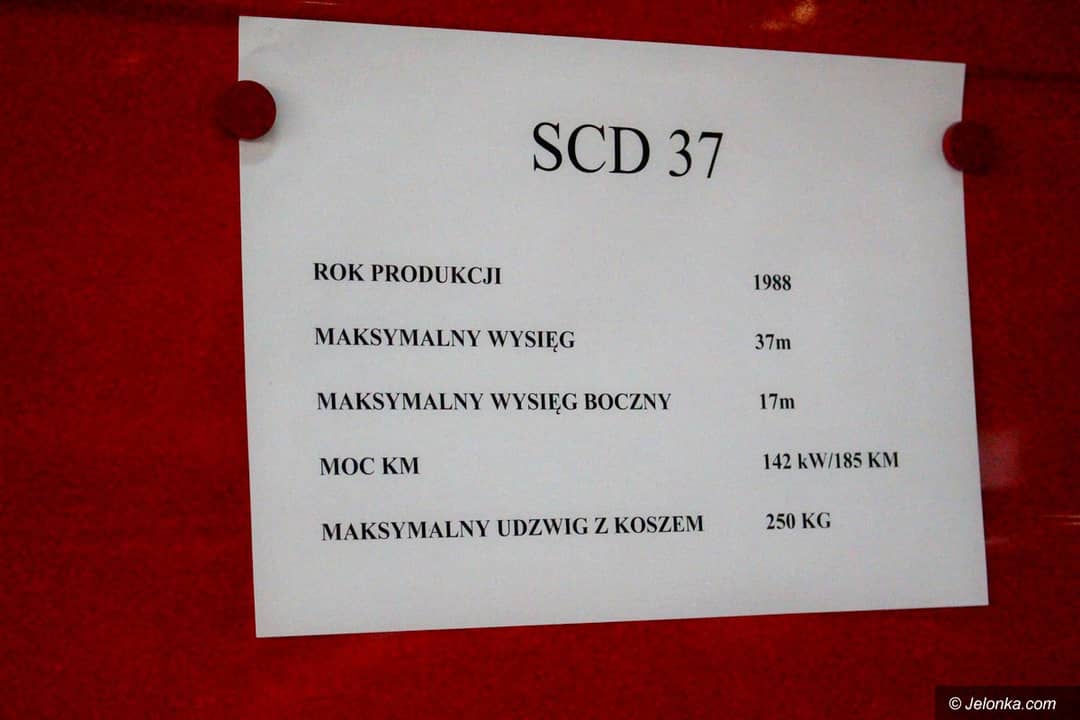 SCD 37
ROK PRODUKCJI 1988
MAKSYMALNY WYSIĘG 37m
MAKSYMALNY WYSIĘG BOCZNY 17m
MOC KM 142 kW/185 KM
MAKSYMALNY UDZWIG Z KOSZEM 250 KG
© Jelonka.com